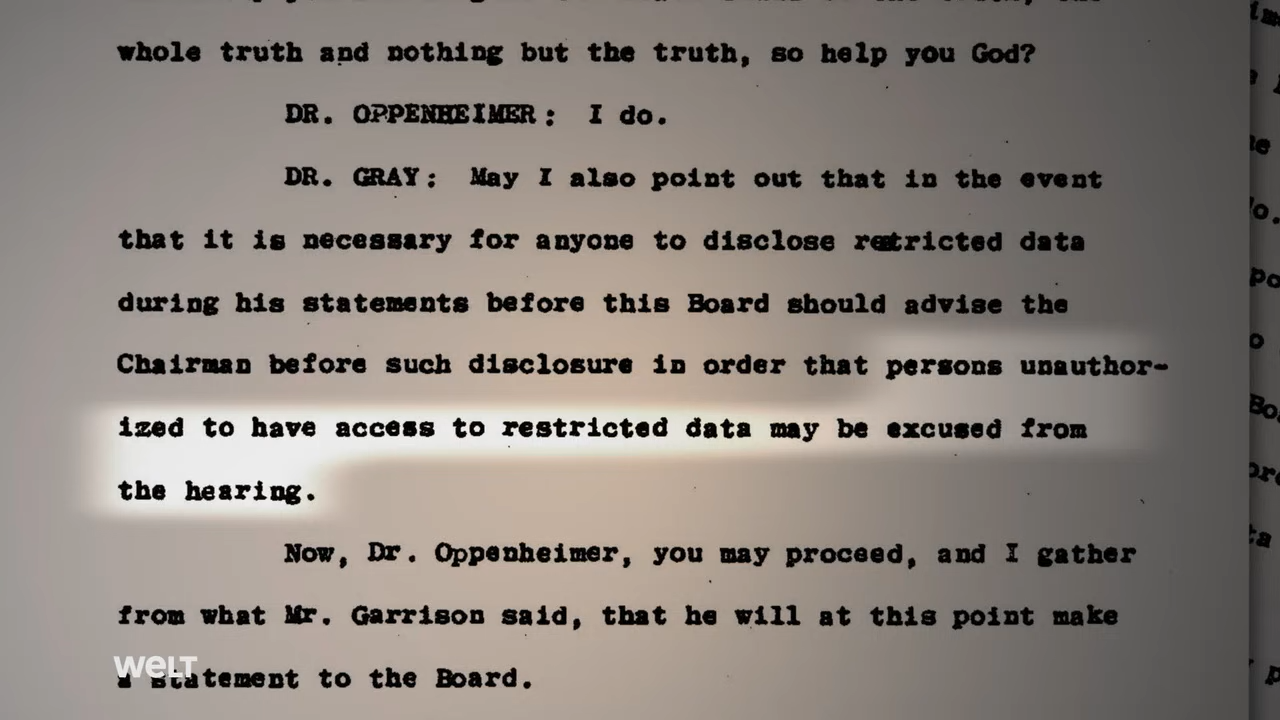 whole truth and nothing but the truth, so help you God?
DR. OPPENHEIMER: I do.
DR. GRAY: May I also point out that in the event
that it is necessary for anyone to disclose restricted data
during his statements before this Board should advise the
Chairman before such disclosure in order that persons unauthor-
ized to have access to restricted data may be excused from
the hearing.
Now, Dr. Oppenheimer, you may proceed, and I gather
from what Mr. Garrison said, that he will at this point make
a statement to the Board.
WELT